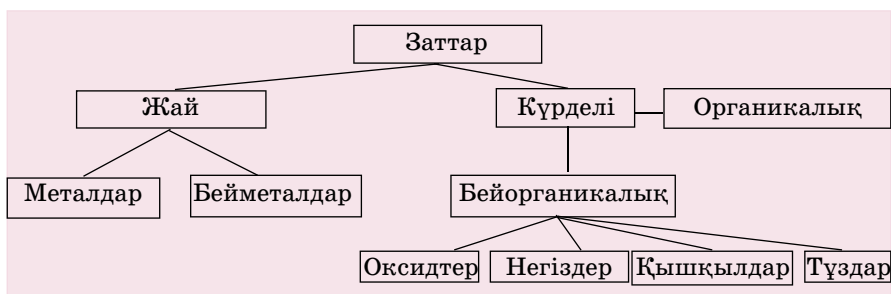 Заттар
Жай
Күрделі
Органикалық
Металдар
Бейметалдар
Бейорганикалық
Оксидтер
Негіздер
Қышқылдар
Тұздар